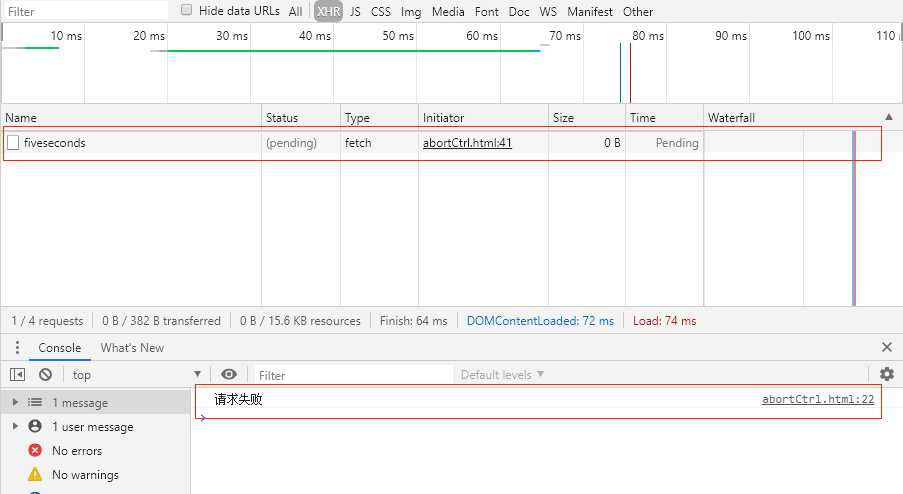 Filter Hide data URLs All XHR JS CSS Img Media Font Doc WS Manifest Other
10 ms 20 ms 30 ms 40 ms 50 ms 60 ms 70 ms 80 ms 90 ms 100 ms 110
Name Status Type Initiator Size Time Waterfall
fiveseconds (pending) fetch abortCtrl.html:41 0 B Pending
1 / 4 requests 0 B / 382 B transferred 0 B / 15.6 KB resources Finish: 64 ms DOMContentLoaded: 72 ms Load: 74 ms
Console What's New
top Filter Default levels
1 message
请求失败 abortCtrl.html:22
1 user message
No errors
No warnings